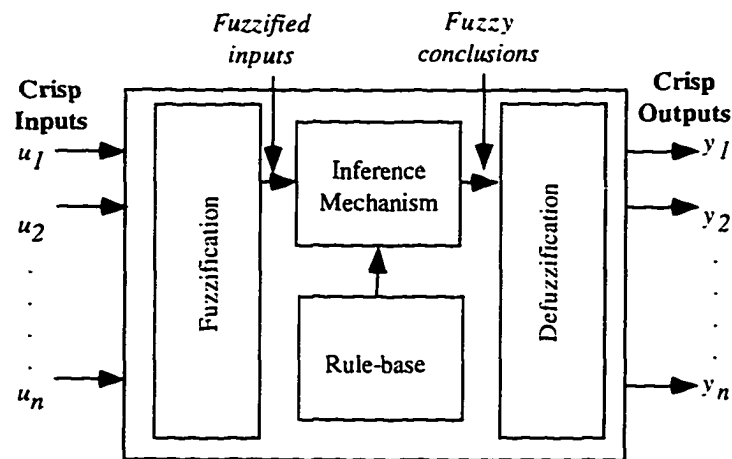 Fuzzified
inputs
Fuzzy
conclusions
Crisp
Inputs
Crisp
Outputs
u1
u2
un
Fuzzification
Inference
Mechanism
Rule-base
Defuzzification
y1
y2
yn